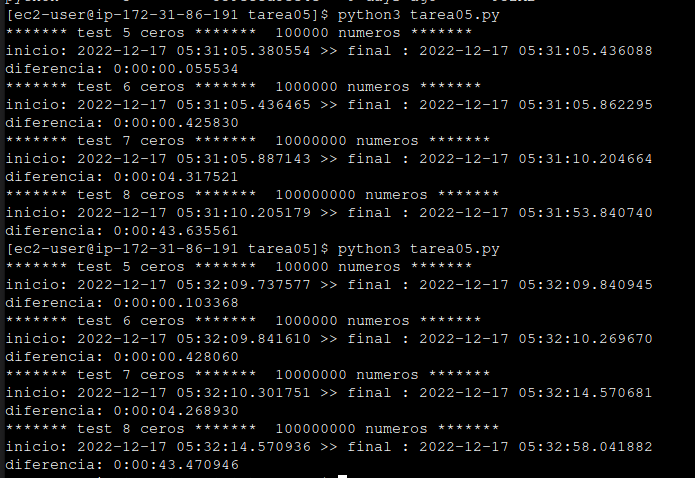 [ec2-user@ip-172-31-86-191 tarea05]$ python3 tarea05.py
******* test 5 ceros *******  100000 numeros *******
inicio: 2022-12-17 05:31:05.380554 >> final : 2022-12-17 05:31:05.436088
diferencia: 0:00:00.055534
******* test 6 ceros *******  1000000 numeros *******
inicio: 2022-12-17 05:31:05.436465 >> final : 2022-12-17 05:31:05.862295
diferencia: 0:00:00.425830
******* test 7 ceros *******  10000000 numeros *******
inicio: 2022-12-17 05:31:05.887143 >> final : 2022-12-17 05:31:10.204664
diferencia: 0:00:04.317521
******* test 8 ceros *******  100000000 numeros *******
inicio: 2022-12-17 05:31:10.205179 >> final : 2022-12-17 05:31:53.840740
diferencia: 0:00:43.635561
[ec2-user@ip-172-31-86-191 tarea05]$ python3 tarea05.py
******* test 5 ceros *******  100000 numeros *******
inicio: 2022-12-17 05:32:09.737577 >> final : 2022-12-17 05:32:09.840945
diferencia: 0:00:00.103368
******* test 6 ceros *******  1000000 numeros *******
inicio: 2022-12-17 05:32:09.841610 >> final : 2022-12-17 05:32:10.269670
diferencia: 0:00:00.428060
******* test 7 ceros *******  10000000 numeros *******
inicio: 2022-12-17 05:32:10.301751 >> final : 2022-12-17 05:32:14.570681
diferencia: 0:00:04.268930
******* test 8 ceros *******  100000000 numeros *******
inicio: 2022-12-17 05:32:14.570936 >> final : 2022-12-17 05:32:58.041882
diferencia: 0:00:43.470946